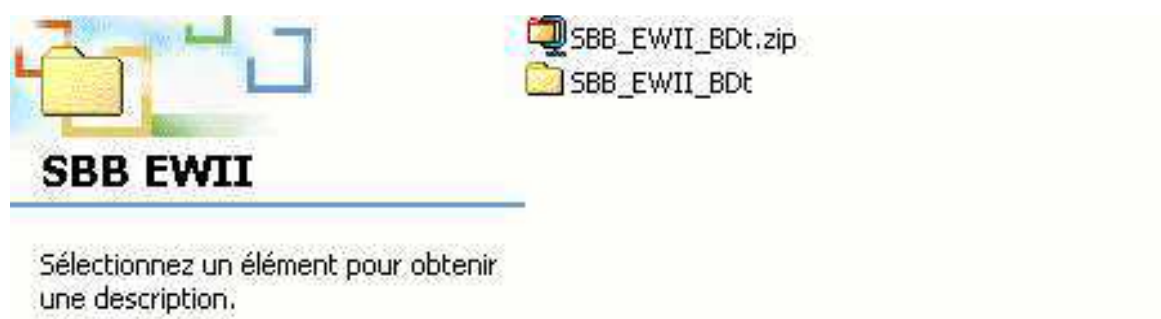 SBB_EWII_BDt.zip
SBB_EWII_BDt
SBB EWII
Sélectionnez un élément pour obtenir
une description.